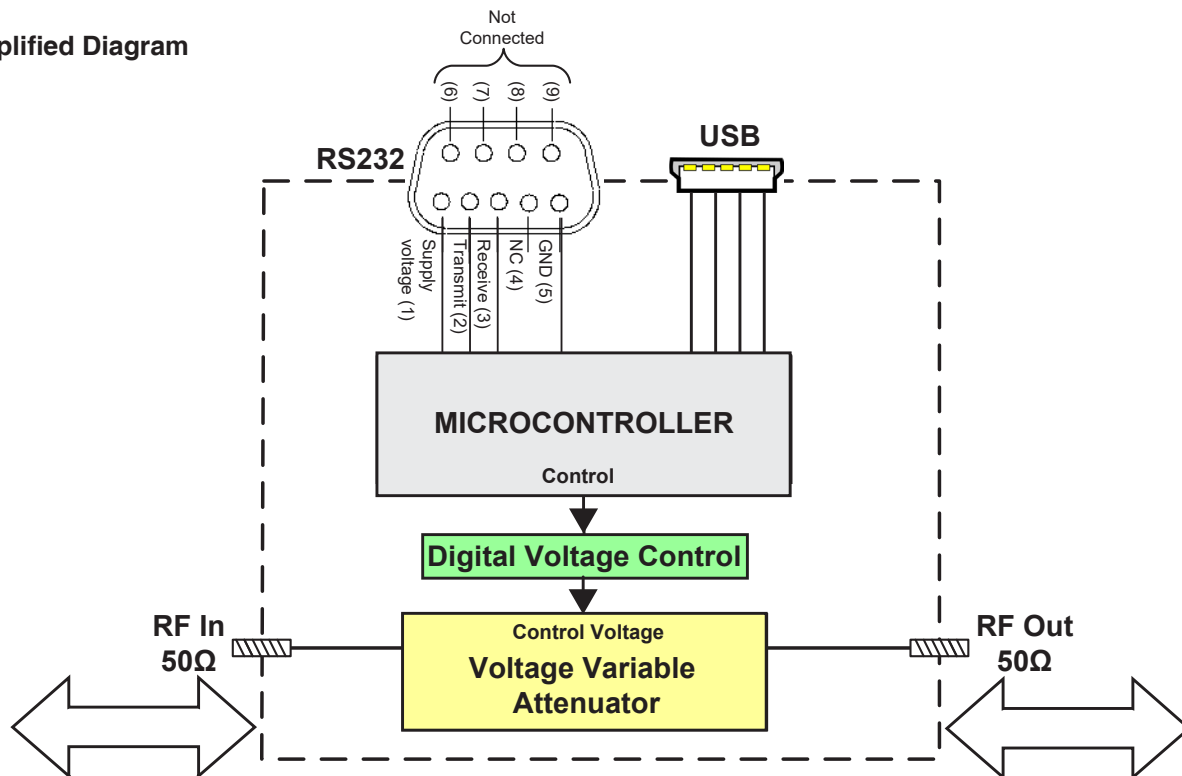 Not
Connected
plified Diagram
(6) (7) (8) (9)
USB
RS232
Supply
voltage (1)
Transmit (2)
Receive (3)
NC (4)
GND (5)
MICROCONTROLLER
Control
Digital Voltage Control
RF In
50Ω
Control Voltage
Voltage Variable
Attenuator
RF Out
50Ω